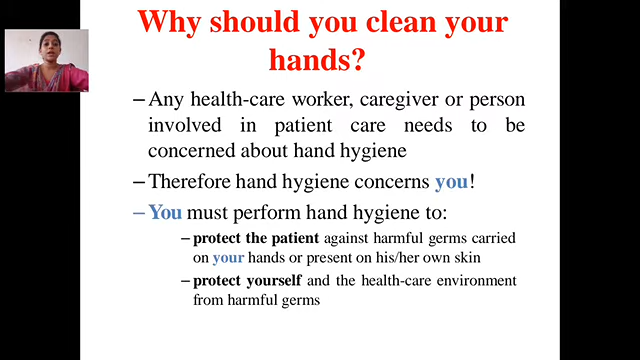 Why should you clean your
hands?
– Any health-care worker, caregiver or person
involved in patient care needs to be
concerned about hand hygiene
– Therefore hand hygiene concerns you!
– You must perform hand hygiene to:
– protect the patient against harmful germs carried
on your hands or present on his/her own skin
– protect yourself and the health-care environment
from harmful germs